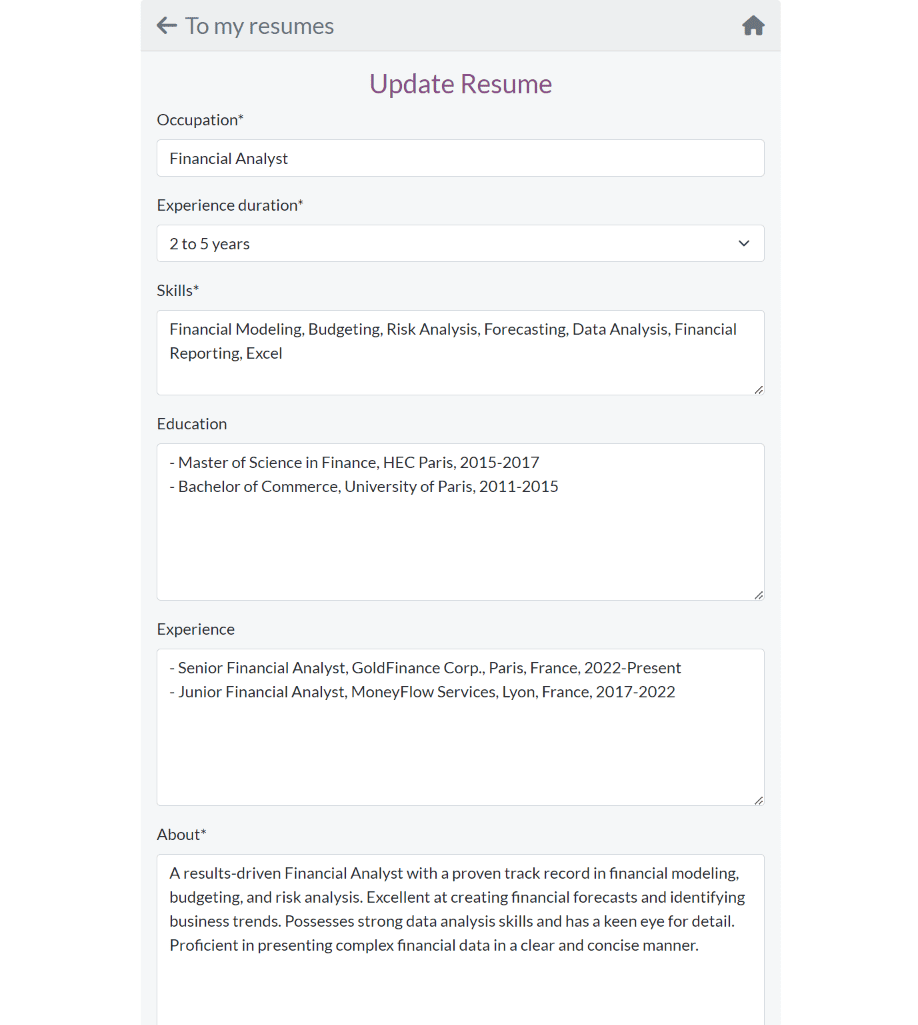 To my resumes
Update Resume
Occupation*
Financial Analyst
Experience duration*
2 to 5 years
Skills*
Financial Modeling, Budgeting, Risk Analysis, Forecasting, Data Analysis, Financial
Reporting, Excel
Education
- Master of Science in Finance, HEC Paris, 2015-2017
- Bachelor of Commerce, University of Paris, 2011-2015
Experience
- Senior Financial Analyst, GoldFinance Corp., Paris, France, 2022-Present
- Junior Financial Analyst, MoneyFlow Services, Lyon, France, 2017-2022
About*
A results-driven Financial Analyst with a proven track record in financial modeling,
budgeting, and risk analysis. Excellent at creating financial forecasts and identifying
business trends. Possesses strong data analysis skills and has a keen eye for detail.
Proficient in presenting complex financial data in a clear and concise manner.